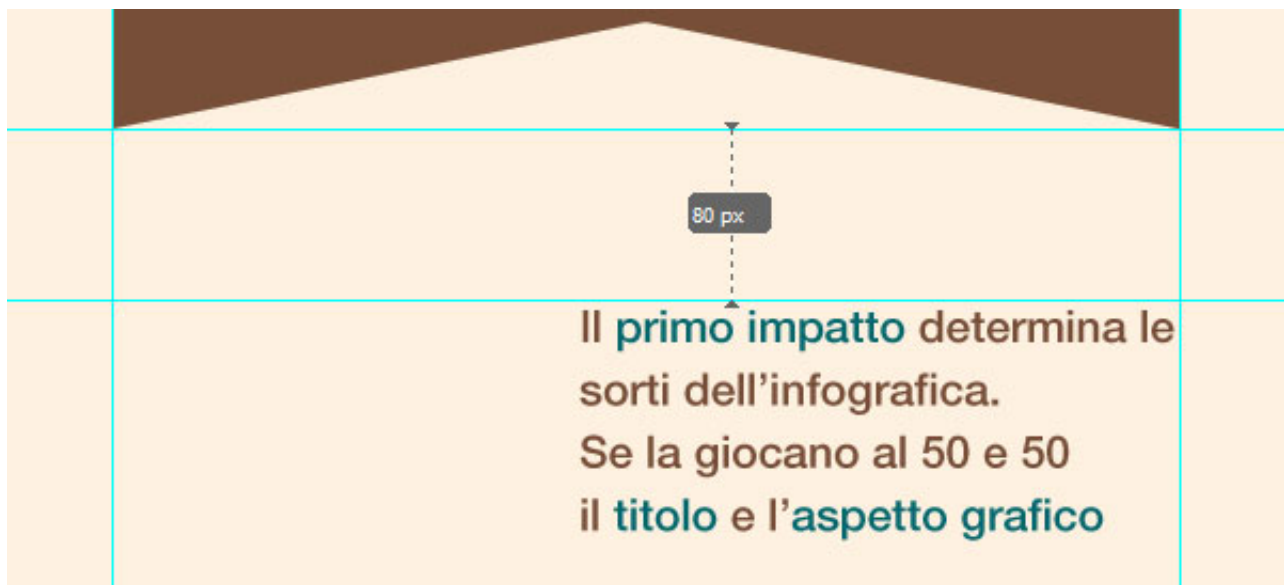 80 px
Il primo impatto determina le
sorti dell’infografica.
Se la giocano al 50 e 50
il titolo e l’aspetto grafico